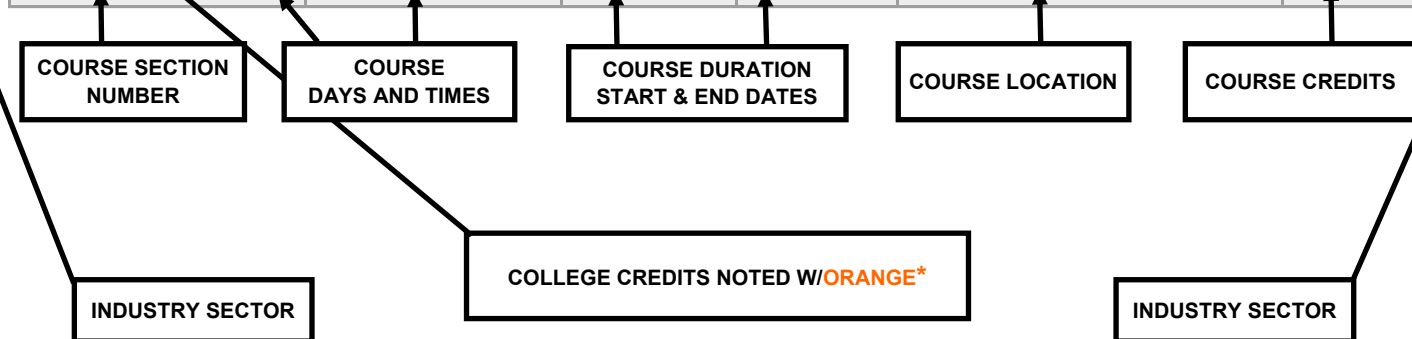 COURSE SECTION
NUMBER
COURSE
DAYS AND TIMES
COURSE DURATION
START & END DATES
COURSE LOCATION
COURSE CREDITS
COLLEGE CREDITS NOTED W/ORANGE*
INDUSTRY SECTOR
INDUSTRY SECTOR